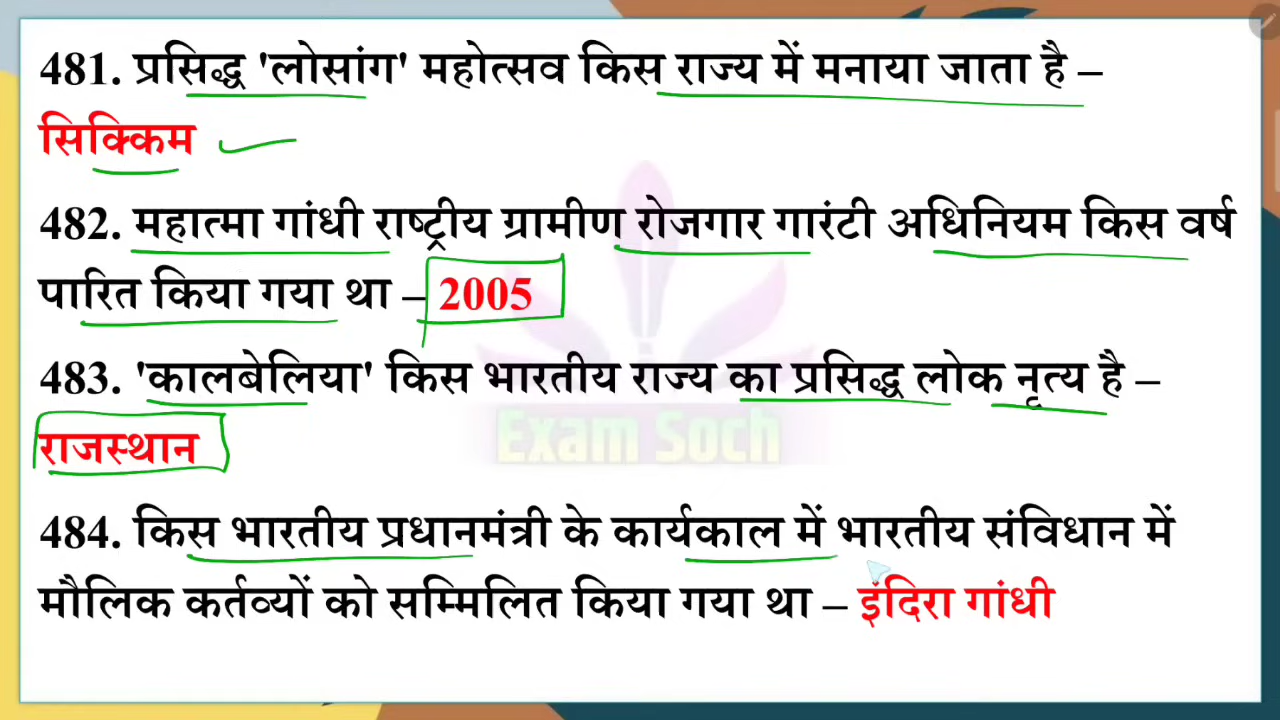 481. प्रसिद्ध 'लोसांग' महोत्सव किस राज्य में मनाया जाता है –
सिक्किम
482. महात्मा गांधी राष्ट्रीय ग्रामीण रोजगार गारंटी अधिनियम किस वर्ष
पारित किया गया था – 2005
483. 'कालबेलिया' किस भारतीय राज्य का प्रसिद्ध लोक नृत्य है –
राजस्थान
Exam Soch
484. किस भारतीय प्रधानमंत्री के कार्यकाल में भारतीय संविधान में
मौलिक कर्तव्यों को सम्मिलित किया गया था – इंदिरा गांधी